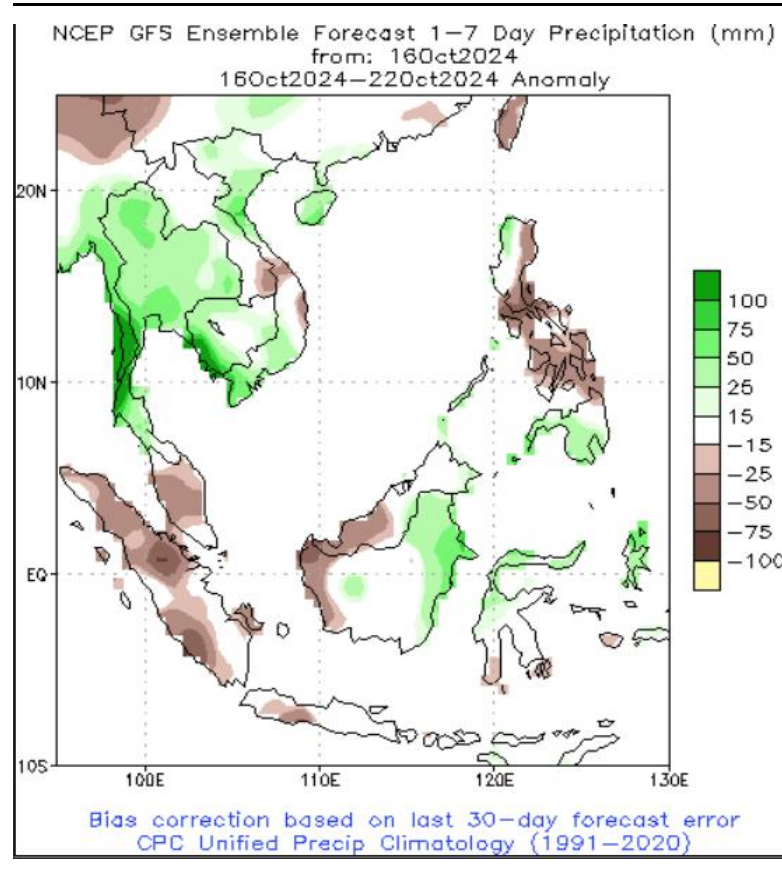 NCEP GFS Ensemble Forecast 1-7 Day Precipitation (mm)
from: 16Oct2024
16Oct2024-22Oct2024 Anomaly
20N
10N
EQ
10S
100E
110E
120E
130E
100
75
50
25
15
-15
-25
-50
-75
-100
Bias correction based on last 30-day forecast error
CPC Unified Precip Climatology (1991-2020)